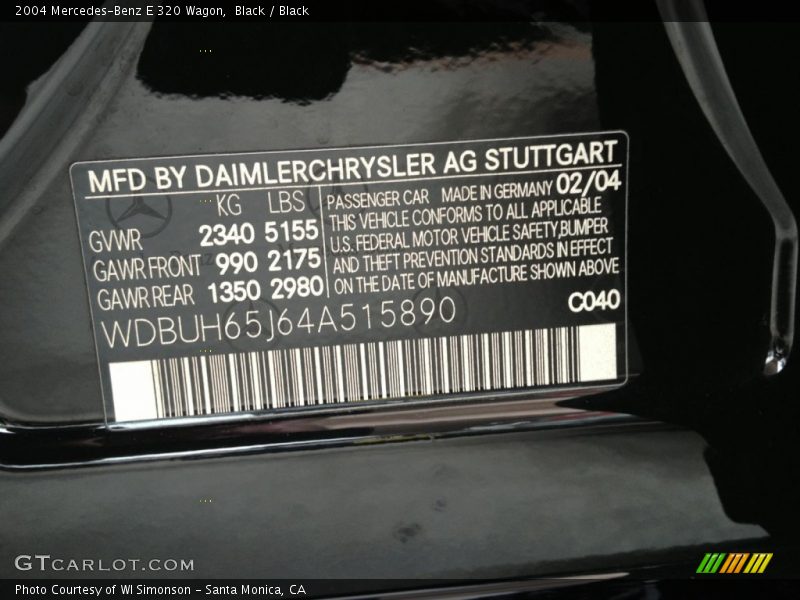 2004 Mercedes-Benz E 320 Wagon, Black / Black
MFD BY DAIMLERCHRYSLER AG STUTTGART
KG LBS
GVWR 2340 5155
GAWR FRONT 990 2175
GAWR REAR 1350 2980
PASSENGER CAR MADE IN GERMANY 02/04
THIS VEHICLE CONFORMS TO ALL APPLICABLE
U.S. FEDERAL MOTOR VEHICLE SAFETY, BUMPER
AND THEFT PREVENTION STANDARDS IN EFFECT
ON THE DATE OF MANUFACTURE SHOWN ABOVE
WDBUH65J64A515890
C040
GTCARLOT.COM
Photo Courtesy of WI Simonson - Santa Monica, CA